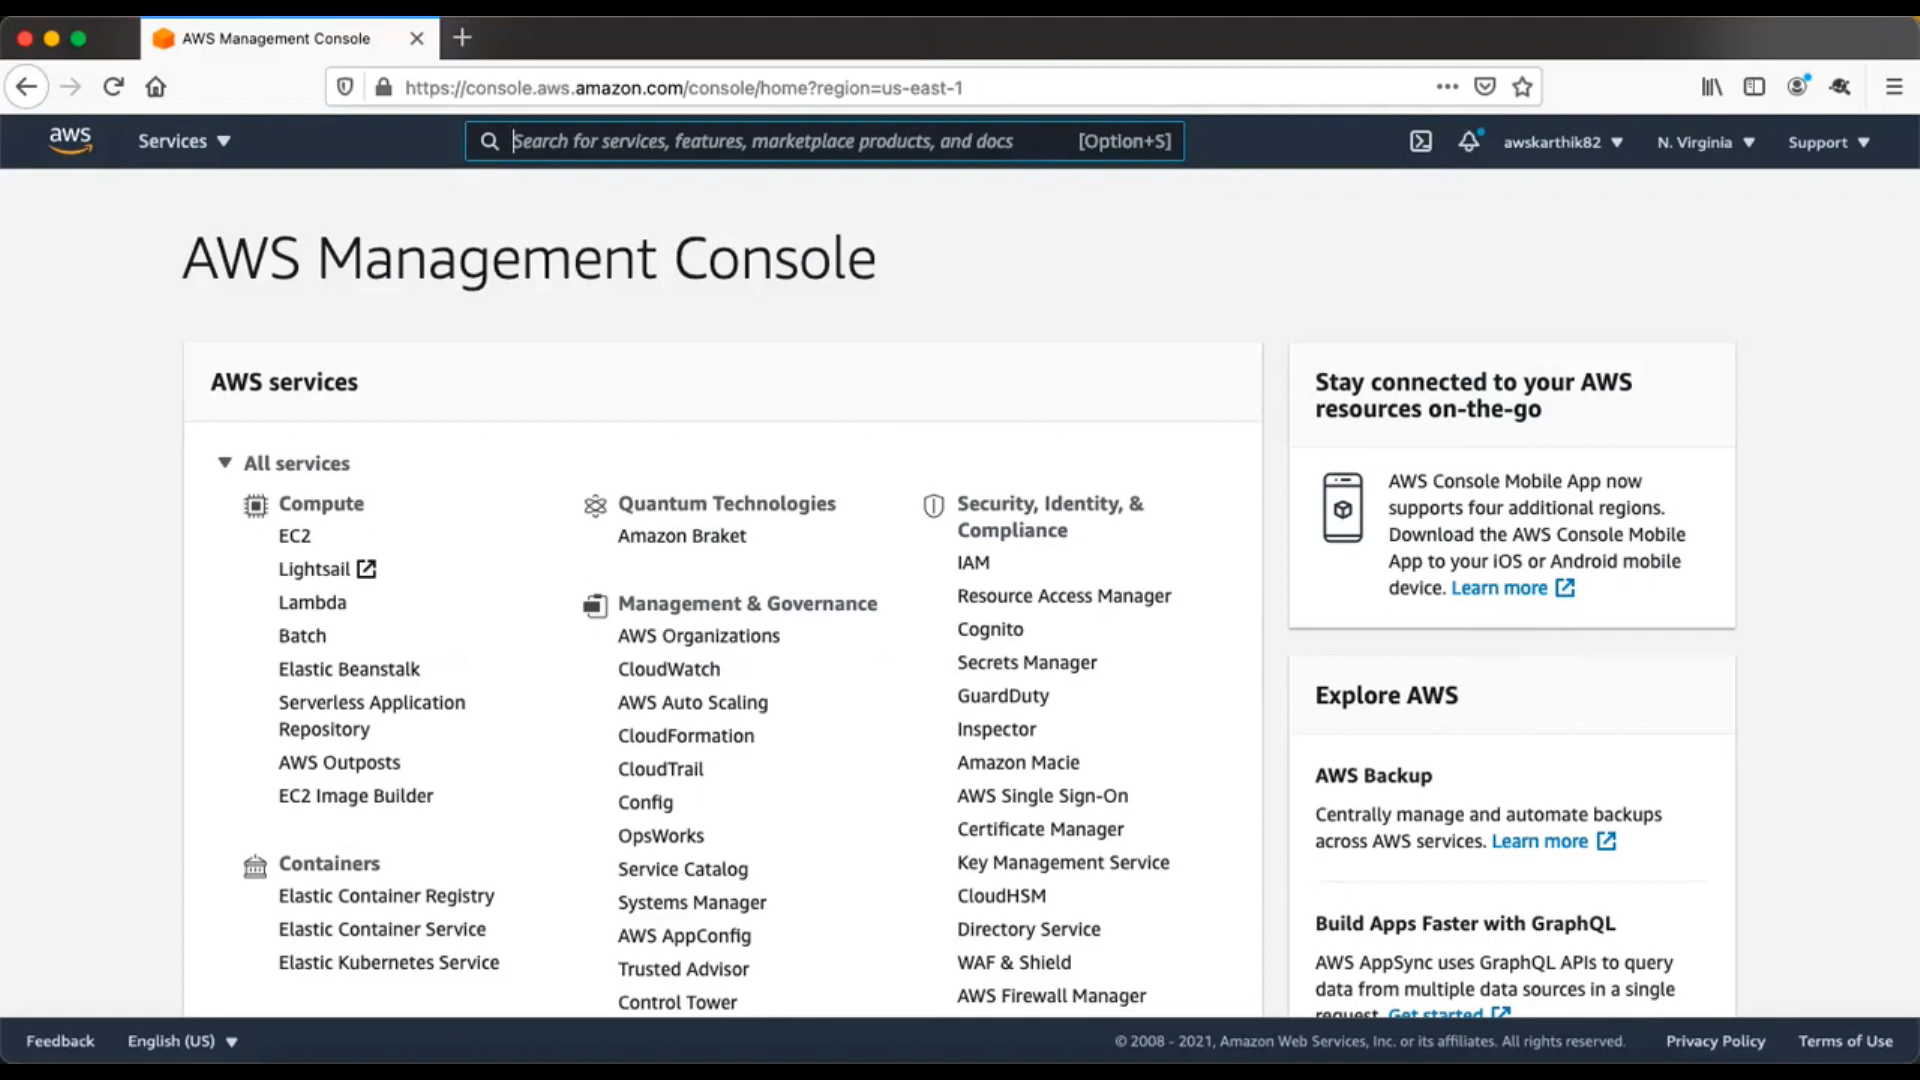 AWS Management Console
https://console.aws.amazon.com/console/home?region=us-east-1
aws
Services
Search for services, features, marketplace products, and docs
[Option+S]
awskarthik82
N. Virginia
Support
AWS Management Console
AWS services
All services
Compute
EC2
Lightsail
Lambda
Batch
Elastic Beanstalk
Serverless Application
Repository
AWS Outposts
EC2 Image Builder
Containers
Elastic Container Registry
Elastic Container Service
Elastic Kubernetes Service
Quantum Technologies
Amazon Braket
Management & Governance
AWS Organizations
CloudWatch
AWS Auto Scaling
CloudFormation
CloudTrail
Config
OpsWorks
Service Catalog
Systems Manager
AWS AppConfig
Trusted Advisor
Control Tower
Security, Identity, &
Compliance
IAM
Resource Access Manager
Cognito
Secrets Manager
GuardDuty
Inspector
Amazon Macie
AWS Single Sign-On
Certificate Manager
Key Management Service
CloudHSM
Directory Service
WAF & Shield
AWS Firewall Manager
Stay connected to your AWS
resources on-the-go
AWS Console Mobile App now
supports four additional regions.
Download the AWS Console Mobile
App to your iOS or Android mobile
device. Learn more
Explore AWS
AWS Backup
Centrally manage and automate backups
across AWS services. Learn more
Build Apps Faster with GraphQL
AWS AppSync uses GraphQL APIs to query
data from multiple data sources in a single
request. Get started
Feedback
English (US)
© 2008 - 2021, Amazon Web Services, Inc. or its affiliates. All rights reserved.
Privacy Policy
Terms of Use